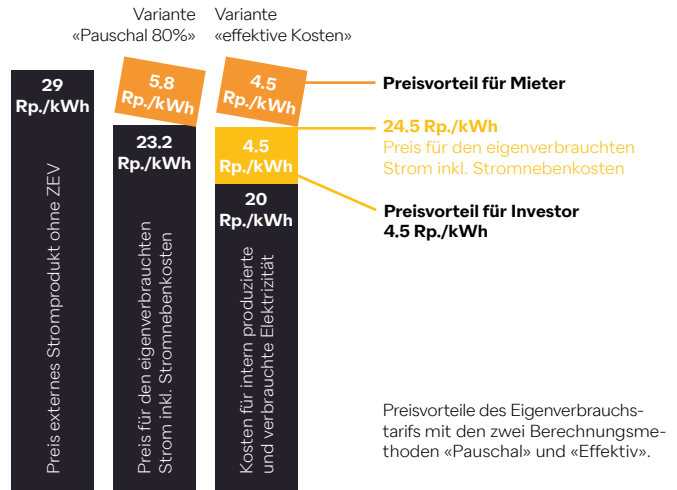 Variante
«Pauschal 80%»
Variante
«effektive Kosten»
29
Rp./kWh
Preis externes Stromprodukt ohne ZEV
5.8
Rp./kWh
23.2
Rp./kWh
Preis für den eigenverbrauchten
Strom inkl. Stromnebenkosten
4.5
Rp./kWh
4.5
Rp./kWh
20
Rp./kWh
Kosten für intern produzierte
und verbrauchte Elektrizität
Preisvorteil für Mieter
24.5 Rp./kWh
Preis für den eigenverbrauchten
Strom inkl. Stromnebenkosten
Preisvorteil für Investor
4.5 Rp./kWh
Preisvorteile des Eigenverbrauchs-
tarifs mit den zwei Berechnungsme-
thoden «Pauschal» und «Effektiv».